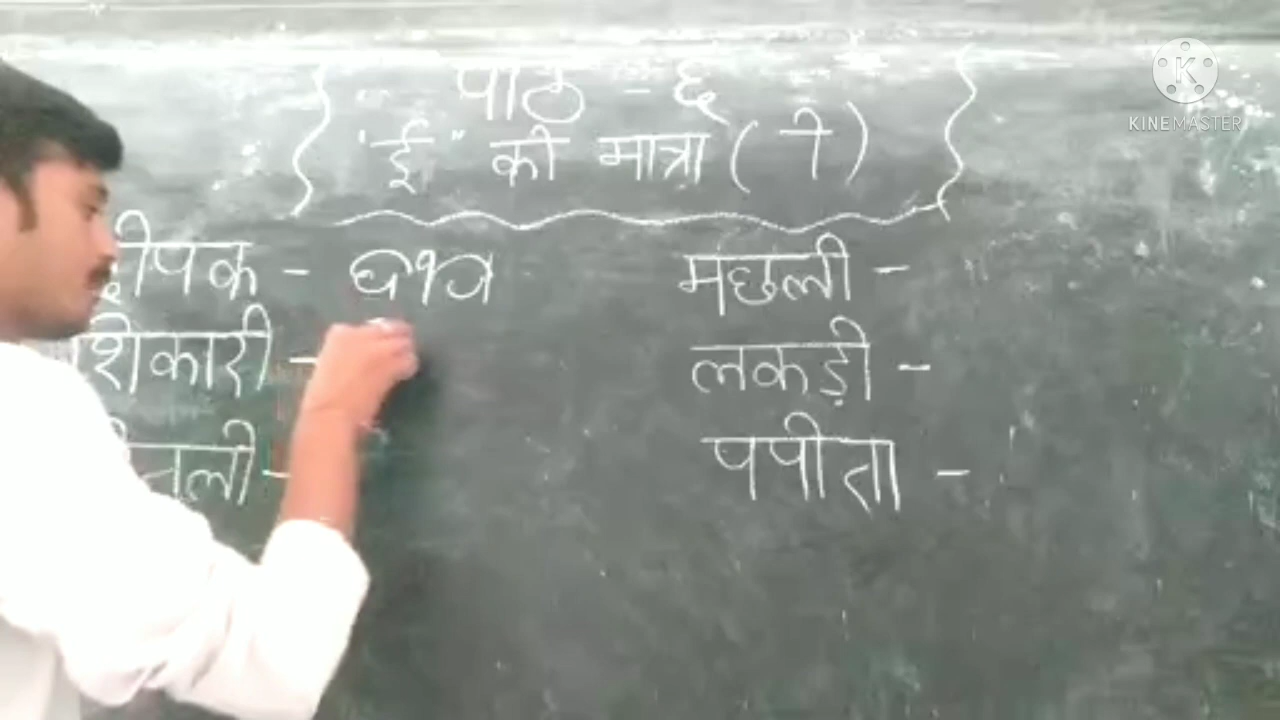 पाठ - ६
'ई" की मात्रा ( ी )
दीपक -
मछली -
शिकारी -
लकड़ी -
तितली -
पपीता -
KINEMASTER